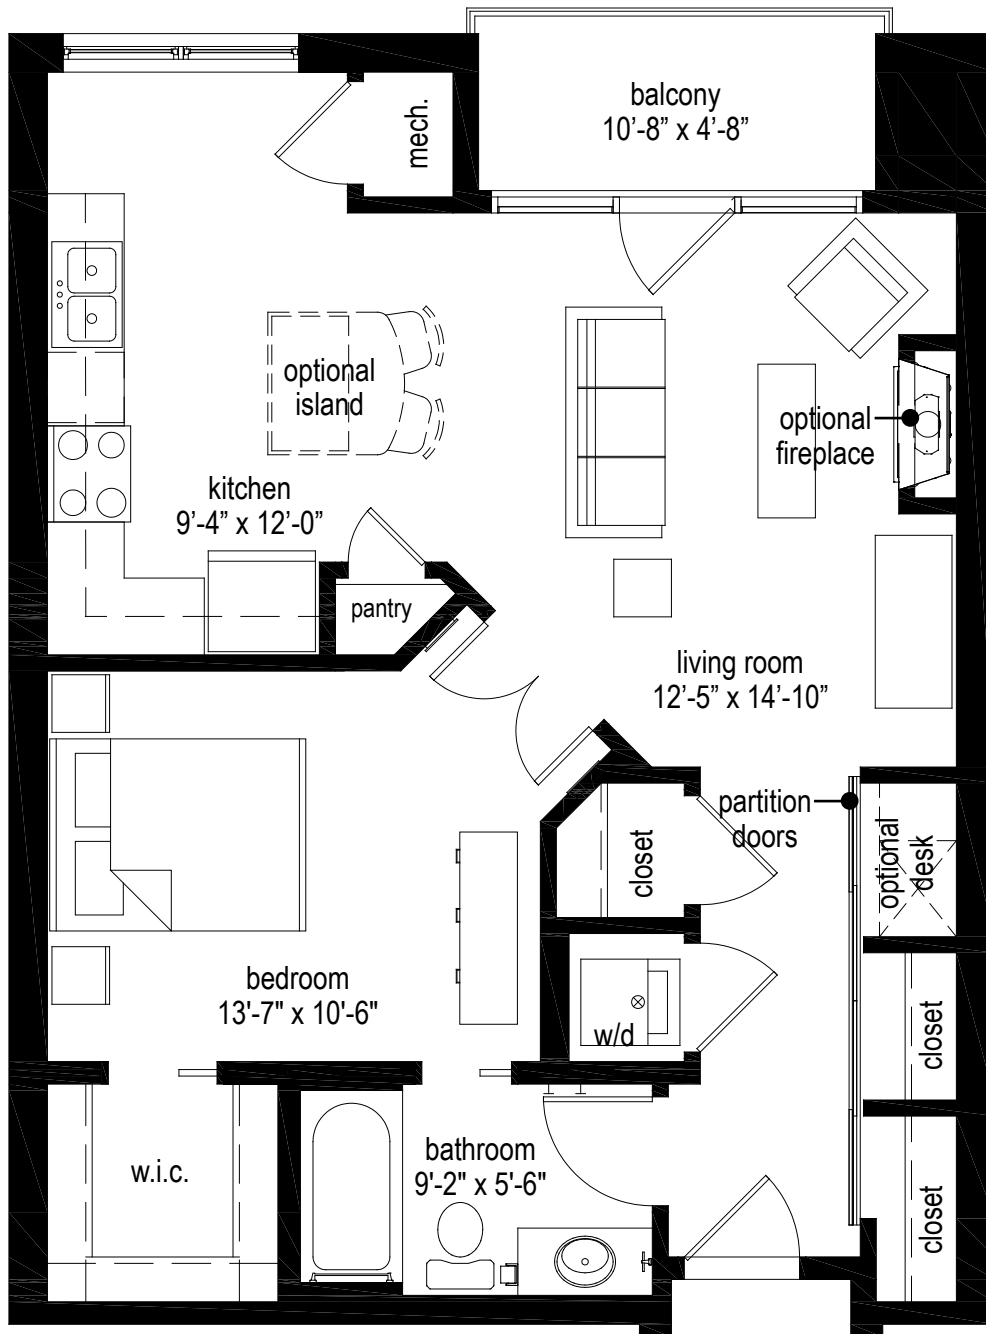 balcony
10’-8” x 4’-8”
mech.
optional
island
optional
fireplace
kitchen
9’-4” x 12’-0”
pantry
living room
12’-5” x 14’-10”
partition
doors
closet
optional
desk
bedroom
13'-7" x 10'-6"
w/d
closet
bathroom
9'-2" x 5'-6"
w.i.c.
closet